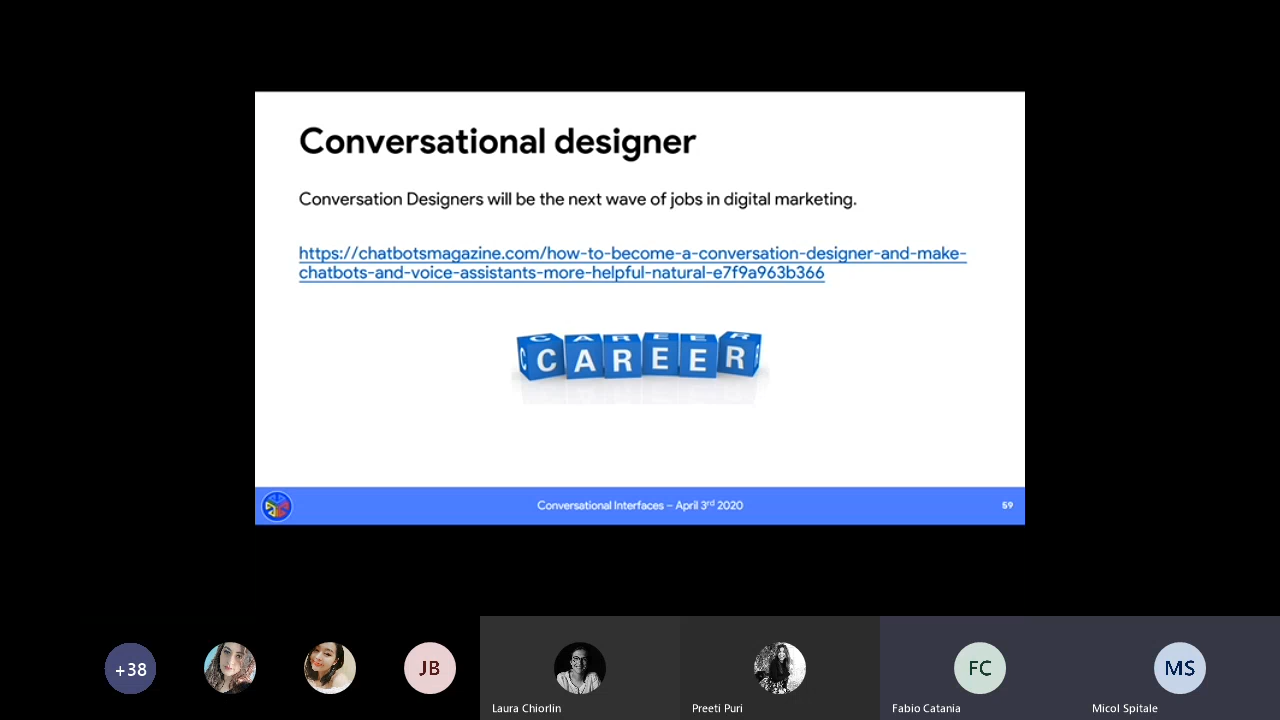 Conversational designer
Conversation Designers will be the next wave of jobs in digital marketing.
https://chatbotsmagazine.com/how-to-become-a-conversation-designer-and-make-
chatbots-and-voice-assistants-more-helpful-natural-e7f9a963b366
C A R E E R
CAREER
Conversational Interfaces – April 3rd 2020
59
+38
JB
FC
MS
Laura Chiorlin
Preeti Puri
Fabio Catania
Micol Spitale